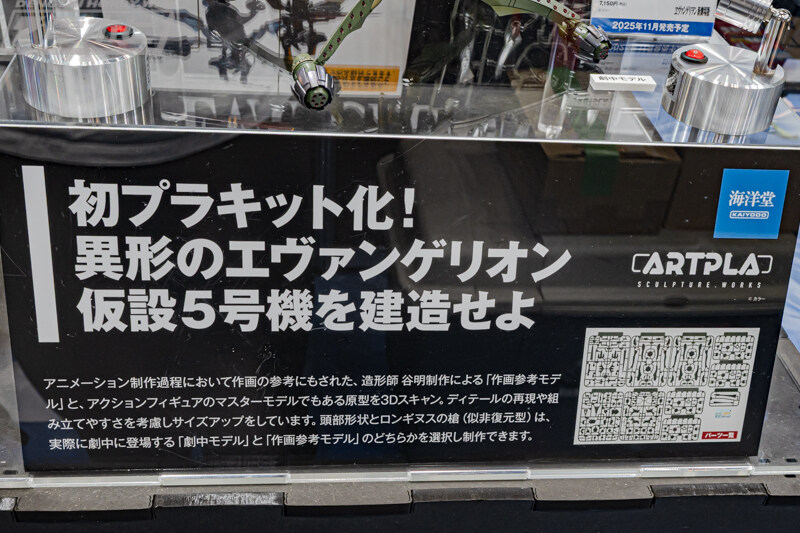 7,150円
エヴァンゲリオン
2025年11月発売予定
劇中モデル
初プラキット化！
異形のエヴァンゲリオン
仮設5号機を建造せよ
海洋堂
KAIYODO
ARTPLA
SCULPTURE.WORKS
© カラー
アニメーション制作過程において作画の参考にもされた、造形師 谷明制作による「作画参考モデ
ル」と、アクションフィギュアのマスターモデルでもある原型を3Dスキャン。ディテールの再現や組
み立てやすさを考慮しサイズアップをしています。頭部形状とロンギヌスの槍（似非復元型）は、
実際に劇中に登場する「劇中モデル」と「作画参考モデル」のどちらかを選択し制作できます。
パーツ一覧